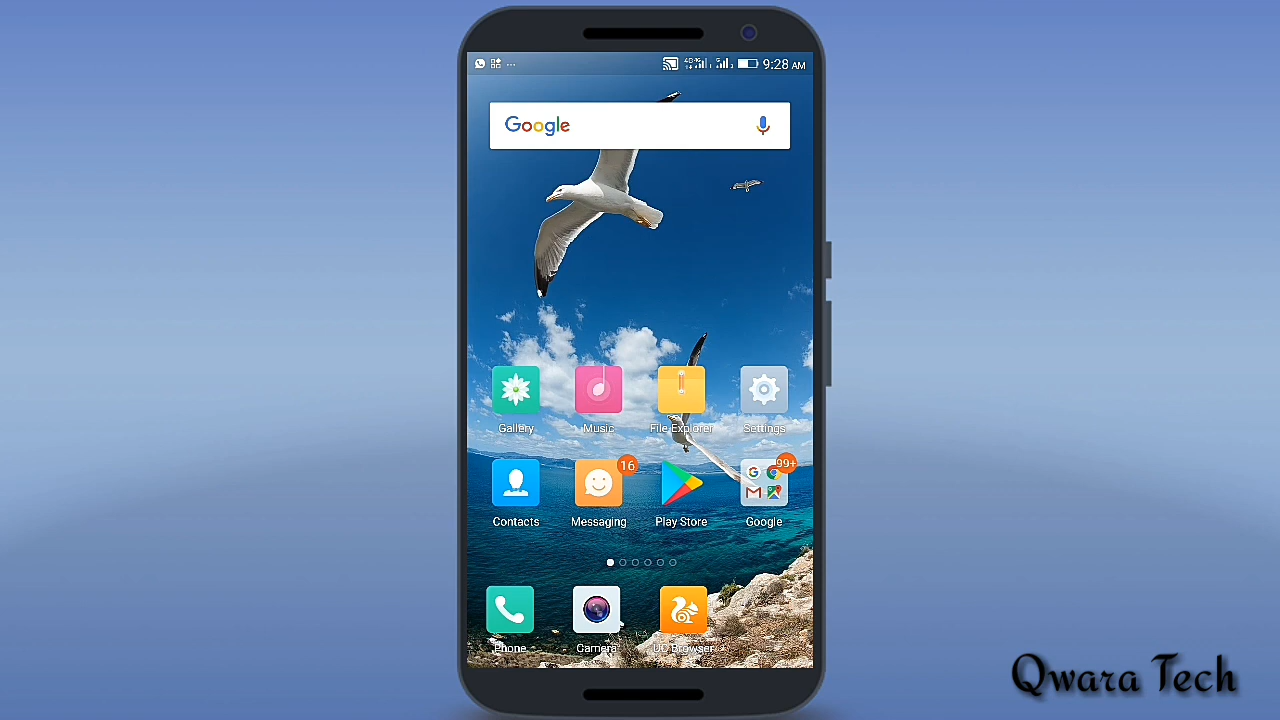 9:28 AM
Google
Gallery Music File Explorer Settings
16 99+
Contacts Messaging Play Store Google
Phone Camera UC Browser
Qwara Tech